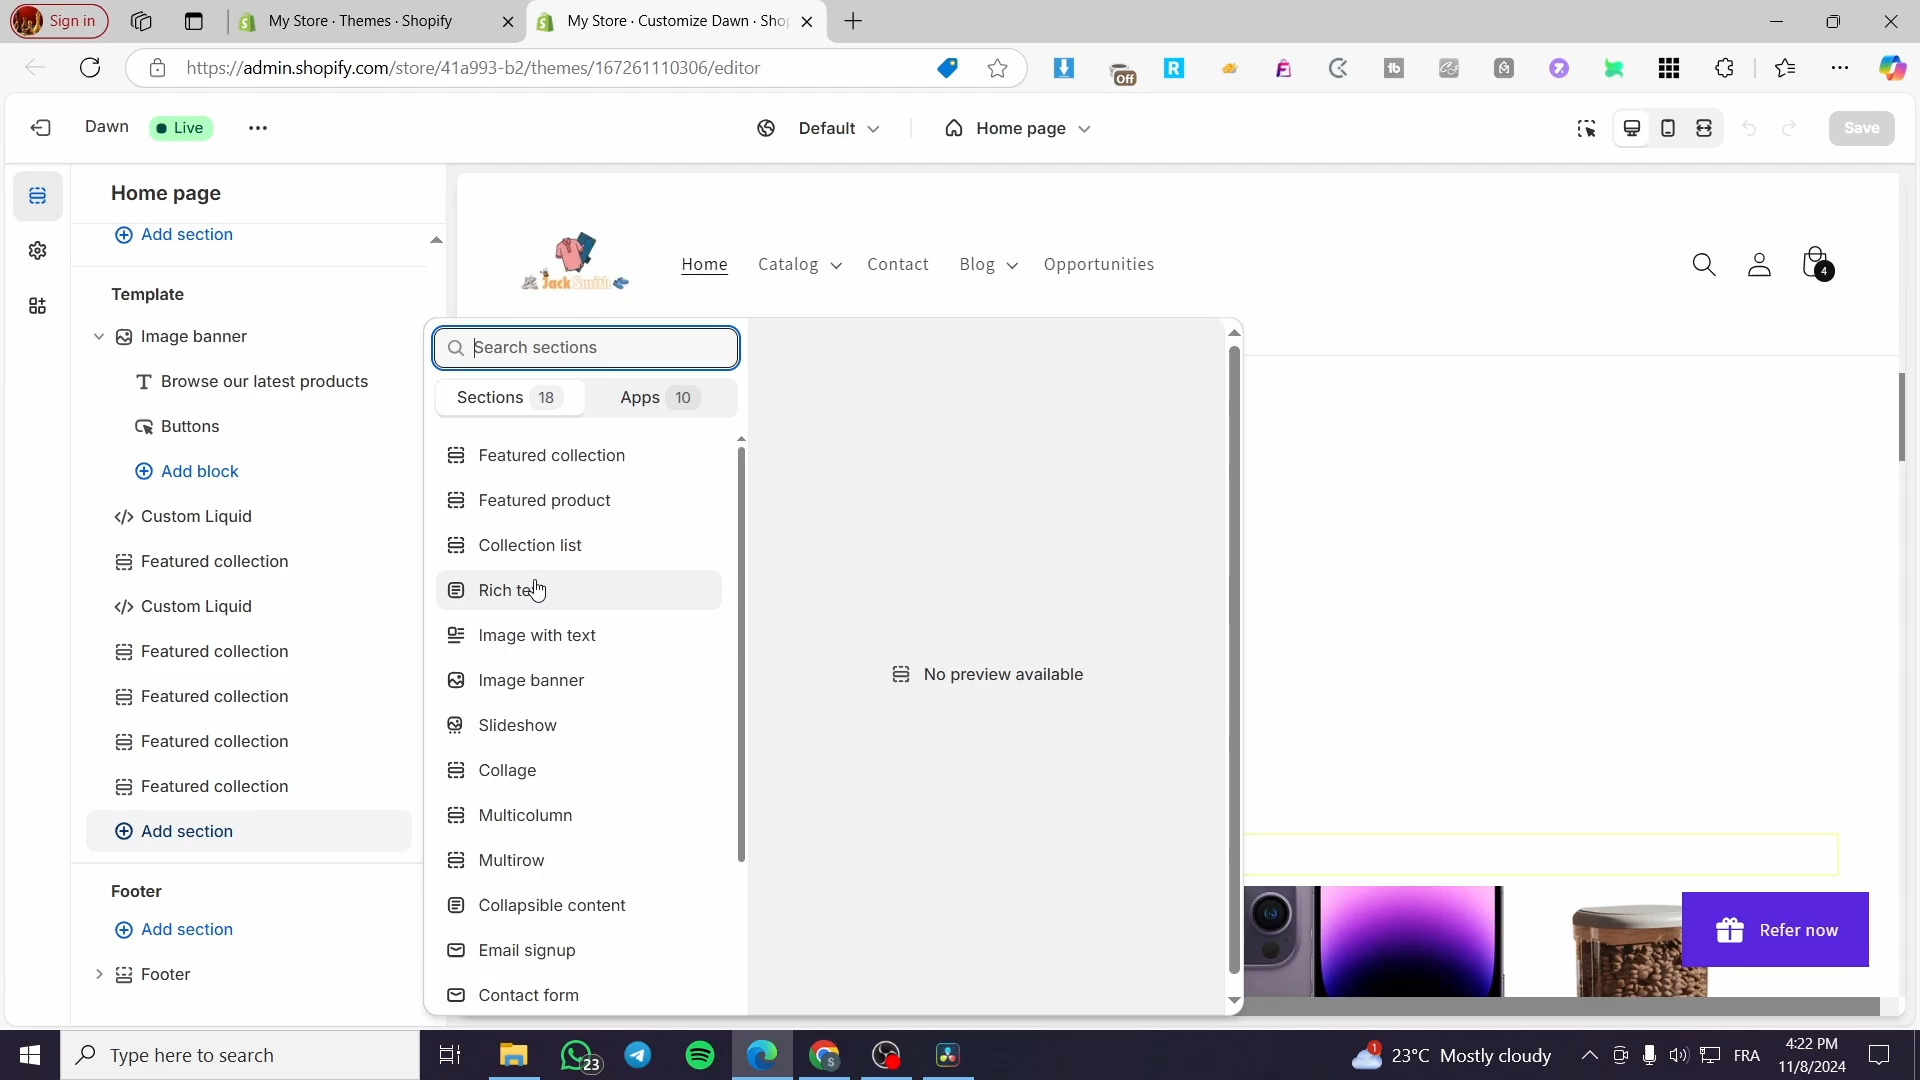 Sign in
My Store · Themes · Shopify
My Store · Customize Dawn · Sho
https://admin.shopify.com/store/41a993-b2/themes/167261110306/editor
Off
Dawn
Live
Default
Home page
Save
Home page
Add section
Template
Image banner
Browse our latest products
Buttons
Add block
Custom Liquid
Featured collection
Custom Liquid
Featured collection
Featured collection
Featured collection
Featured collection
Add section
Footer
Add section
Footer
Search sections
Sections 18
Apps 10
Featured collection
Featured product
Collection list
Rich te
Image with text
Image banner
Slideshow
Collage
Multicolumn
Multirow
Collapsible content
Email signup
Contact form
No preview available
Jack Smith
Home
Catalog
Contact
Blog
Opportunities
4
Refer now
Type here to search
23
23°C Mostly cloudy
FRA
4:22 PM
11/8/2024